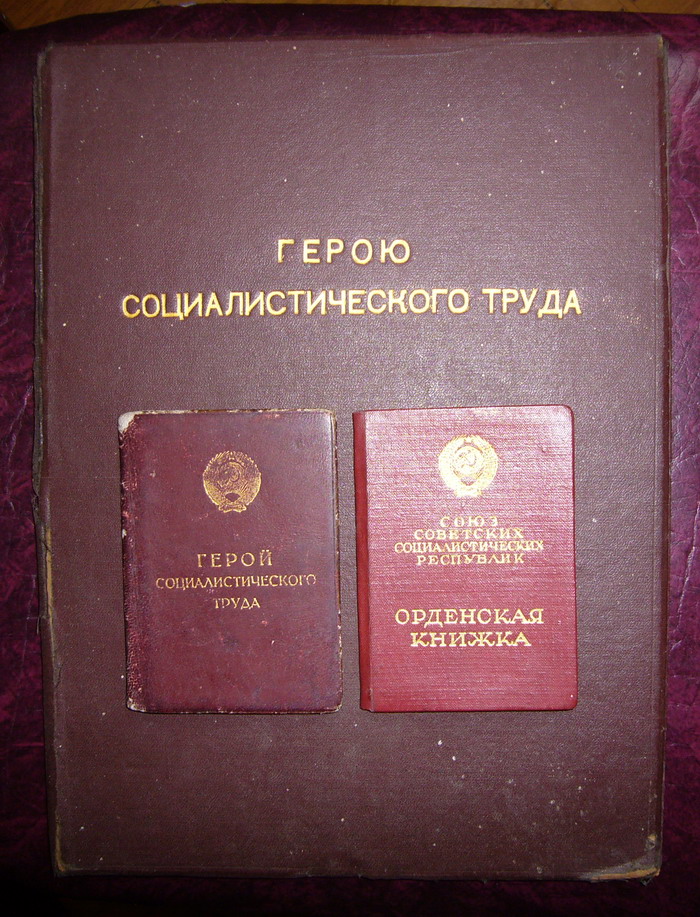 ГЕРОЮ
СОЦИАЛИСТИЧЕСКОГО ТРУДА
ГЕРОЙ
СОЦИАЛИСТИЧЕСКОГО
ТРУДА
СОЮЗ
СОВЕТСКИХ
СОЦИАЛИСТИЧЕСКИХ
РЕСПУБЛИК
ОРДЕНСКАЯ
КНИЖКА